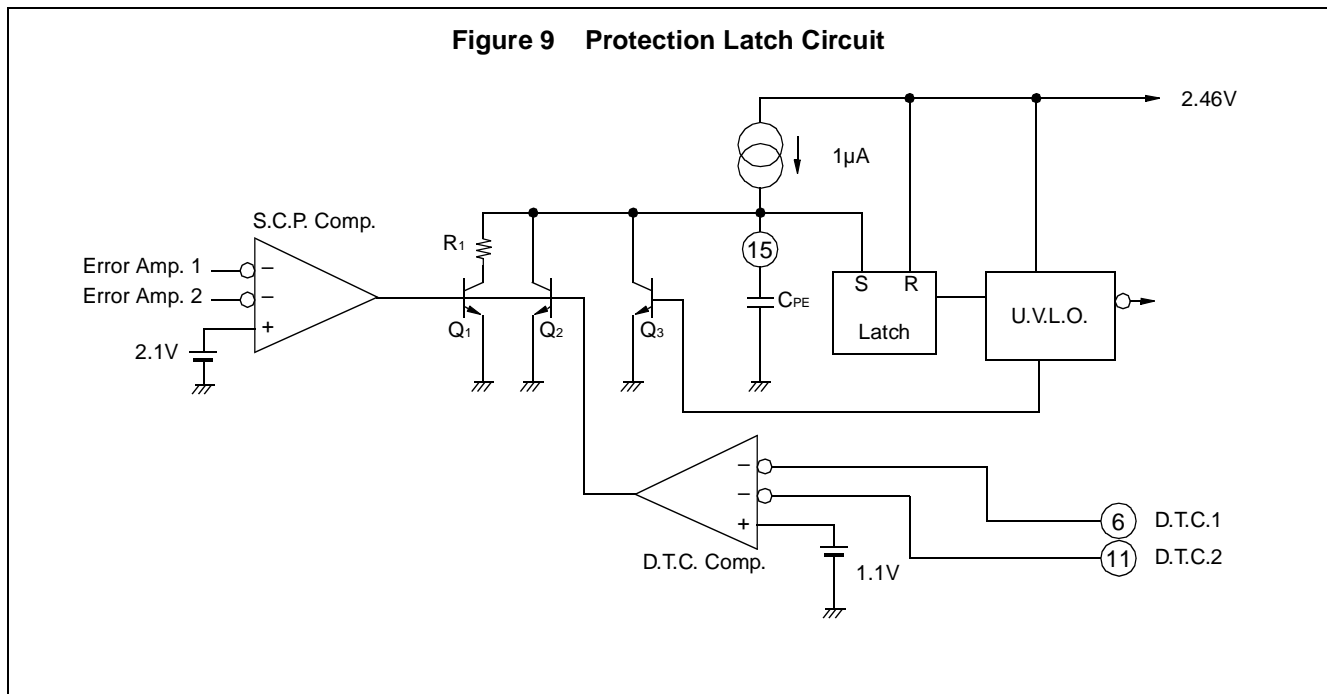 Figure 9 Protection Latch Circuit
2.46V
1µA
S.C.P. Comp.
R1
15
Error Amp. 1
Error Amp. 2
−
−
+
2.1V
Q1
Q2
Q3
CPE
S R
Latch
U.V.L.O.
−
−
+
D.T.C. Comp.
1.1V
6 D.T.C.1
11 D.T.C.2